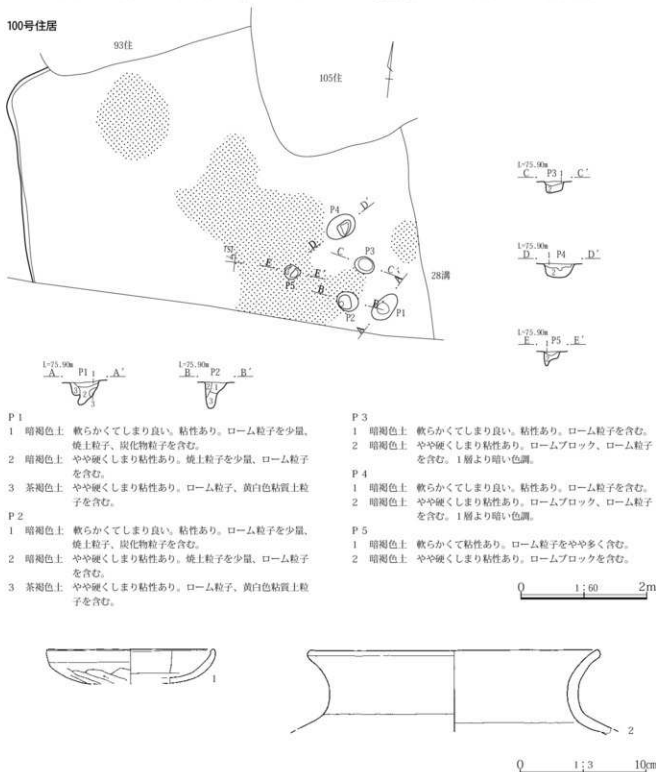 100号住居
93住
105住
D′
P4
D
C
P3
C′
A′
E
E′
P5
B
B′
P2
P1
A
28溝
L=75.90m
C P3 1 C′
2
L=75.90m
D 1 P4 D′
2
L=75.90m
E 1 P5 E′
2
L=75.90m
A P1 1 A′
3 2
3
L=75.90m
B P2 B′
2 1
3
P 1
1 暗褐色土 軟らかくてしまり良い。粘性あり。ローム粒子を少量、
焼土粒子、炭化物粒子を含む。
2 暗褐色土 やや硬くしまり粘性あり。焼土粒子を少量、ローム粒子
を含む。
3 茶褐色土 やや硬くしまり粘性あり。ローム粒子、黄白色粘質土粒
子を含む。
P 2
1 暗褐色土 軟らかくてしまり良い。粘性あり。ローム粒子を少量、
焼土粒子、炭化物粒子を含む。
2 暗褐色土 やや硬くしまり粘性あり。焼土粒子を少量、ローム粒子
を含む。
3 茶褐色土 やや硬くしまり粘性あり。ローム粒子、黄白色粘質土粒
子を含む。
P 3
1 暗褐色土 軟らかくてしまり良い。粘性あり。ローム粒子を含む。
2 暗褐色土 やや硬くしまり粘性あり。ロームブロック、ローム粒子
を含む。1層より暗い色調。
P 4
1 暗褐色土 軟らかくてしまり良い。粘性あり。ローム粒子を含む。
2 暗褐色土 やや硬くしまり粘性あり。ロームブロック、ローム粒子
を含む。1層より暗い色調。
P 5
1 暗褐色土 軟らかくて粘性あり。ローム粒子をやや多く含む。
2 暗褐色土 やや硬くしまり粘性あり。ロームブロックを含む。
0 1:60 2m
1
2
0 1:3 10cm